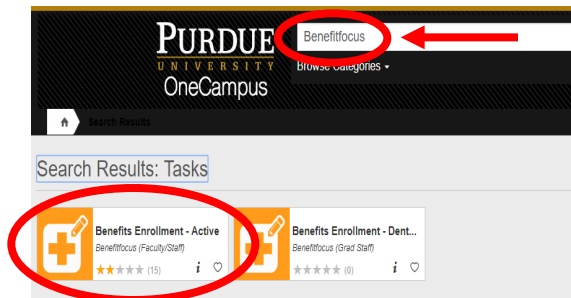 PURDUE
UNIVERSITY
OneCampus
Benefitfocus
Browse Categories
Search Results
Search Results: Tasks
Benefits Enrollment - Active
Benefitfocus (Faculty/Staff)
(15) i
Benefits Enrollment - Dent...
Benefitfocus (Grad Staff)
(0) i